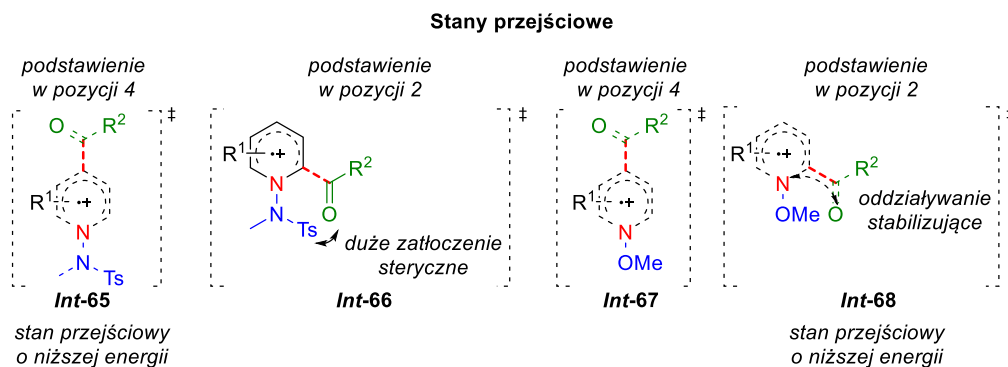 Stany przejściowe
podstawienie
w pozycji 4
podstawienie
w pozycji 2
podstawienie
w pozycji 4
podstawienie
w pozycji 2
‡
O
R²
R¹
•+
N
N
Ts
‡
R¹
•+
R²
N
O
N
Ts
duże zatłoczenie
steryczne
‡
O
R²
R¹
•+
N
OMe
‡
•+
R²
N
OMe
O
oddziaływanie
stabilizujące
Int-65
Int-66
Int-67
Int-68
stan przejściowy
o niższej energii
stan przejściowy
o niższej energii